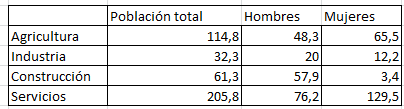 Población total Hombres Mujeres
Agricultura 114,8 48,3 65,5
Industria 32,3 20 12,2
Construcción 61,3 57,9 3,4
Servicios 205,8 76,2 129,5